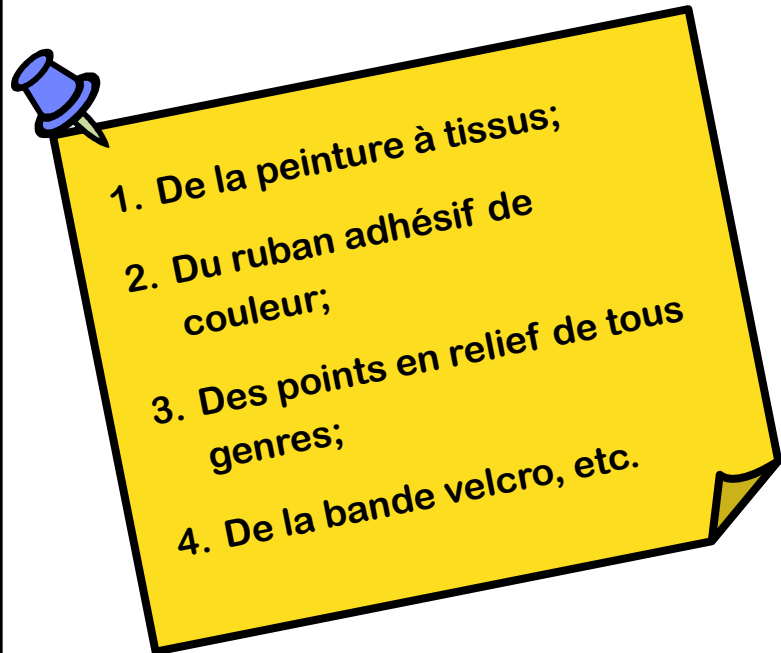 1. De la peinture à tissus;
2. Du ruban adhésif de
couleur;
3. Des points en relief de tous
genres;
4. De la bande velcro, etc.